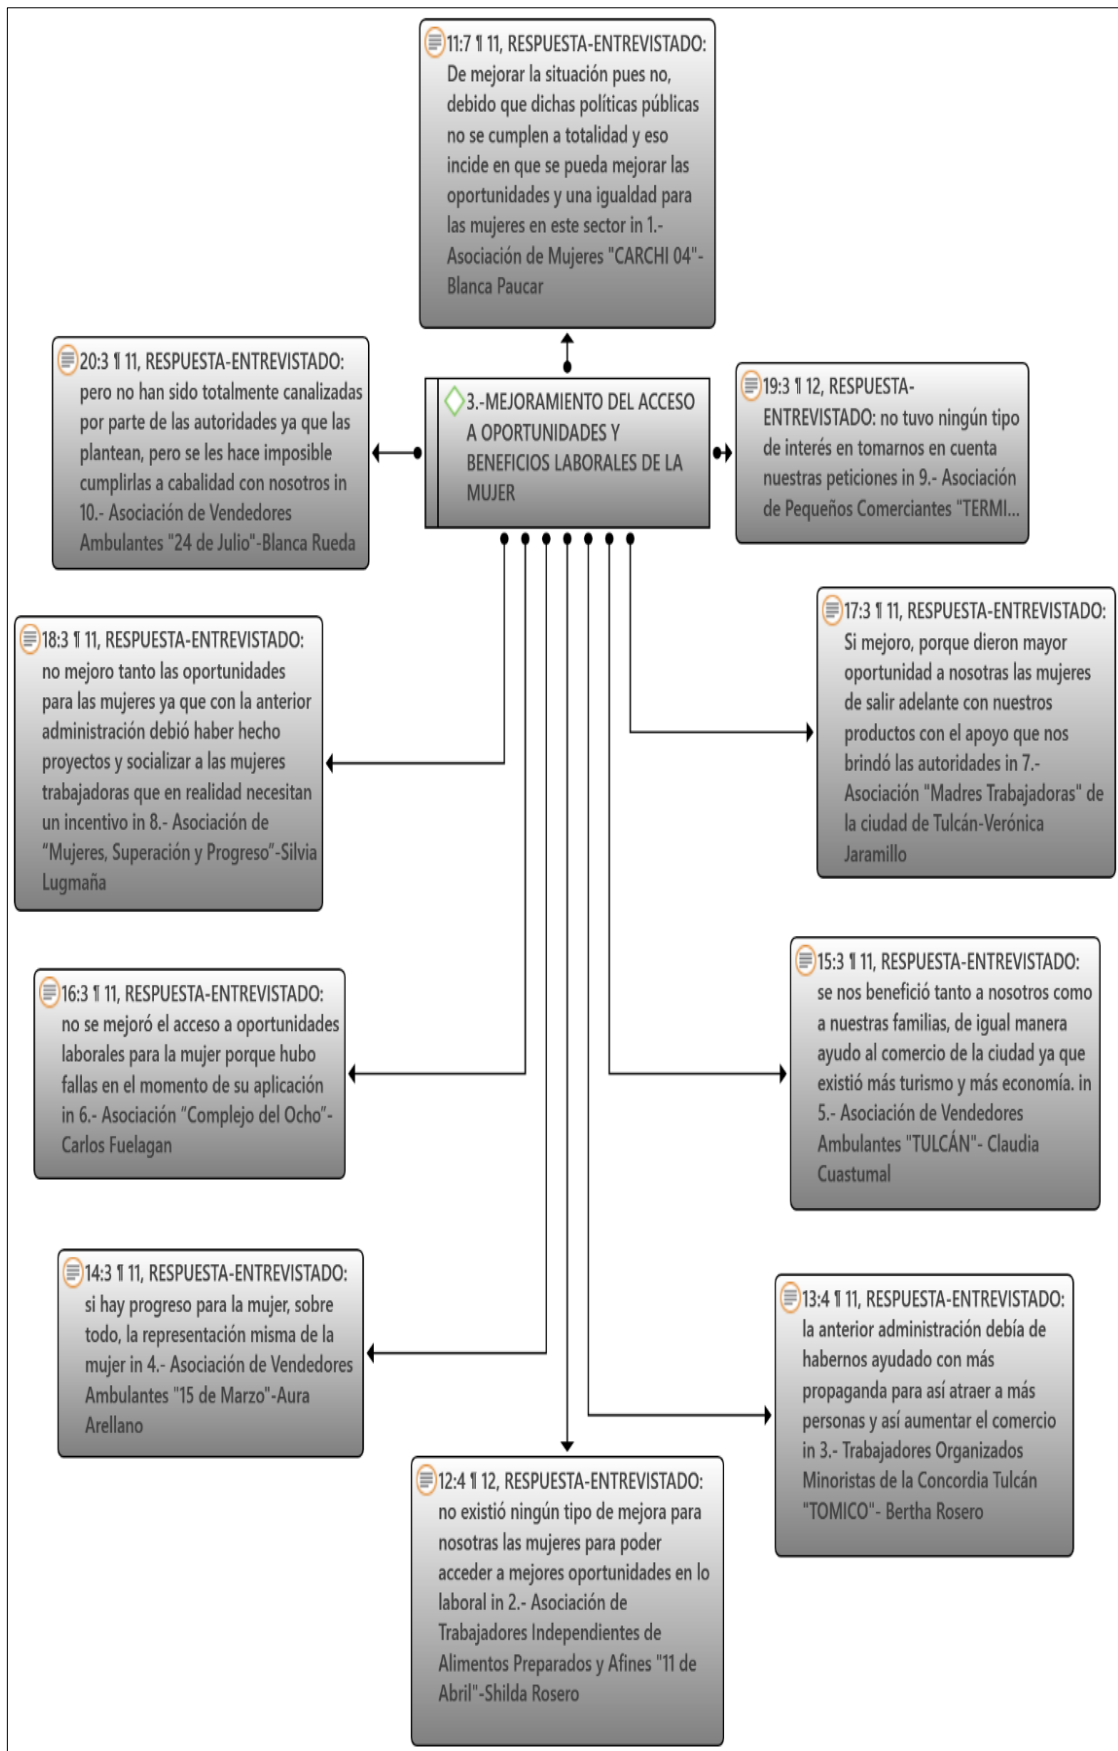 11:7 ¶ 11, RESPUESTA-ENTREVISTADO:
De mejorar la situación pues no,
debido que dichas políticas públicas
no se cumplen a totalidad y eso
incide en que se pueda mejorar las
oportunidades y una igualdad para
las mujeres en este sector in 1.-
Asociación de Mujeres "CARCHI 04"-
Blanca Paucar
20:3 ¶ 11, RESPUESTA-ENTREVISTADO:
pero no han sido totalmente canalizadas
por parte de las autoridades ya que las
plantean, pero se les hace imposible
cumplirlas a cabalidad con nosotros in
10.- Asociación de Vendedores
Ambulantes "24 de Julio"-Blanca Rueda
3.-MEJORAMIENTO DEL ACCESO
A OPORTUNIDADES Y
BENEFICIOS LABORALES DE LA
MUJER
19:3 ¶ 12, RESPUESTA-
ENTREVISTADO: no tuvo ningún tipo
de interés en tomarnos en cuenta
nuestras peticiones in 9.- Asociación
de Pequeños Comerciantes "TERMI...
18:3 ¶ 11, RESPUESTA-ENTREVISTADO:
no mejoro tanto las oportunidades
para las mujeres ya que con la anterior
administración debió haber hecho
proyectos y socializar a las mujeres
trabajadoras que en realidad necesitan
un incentivo in 8.- Asociación de
“Mujeres, Superación y Progreso”-Silvia
Lugmaña
17:3 ¶ 11, RESPUESTA-ENTREVISTADO:
Si mejoro, porque dieron mayor
oportunidad a nosotras las mujeres
de salir adelante con nuestros
productos con el apoyo que nos
brindó las autoridades in 7.-
Asociación "Madres Trabajadoras" de
la ciudad de Tulcán-Verónica
Jaramillo
16:3 ¶ 11, RESPUESTA-ENTREVISTADO:
no se mejoró el acceso a oportunidades
laborales para la mujer porque hubo
fallas en el momento de su aplicación
in 6.- Asociación “Complejo del Ocho”-
Carlos Fuelagan
15:3 ¶ 11, RESPUESTA-ENTREVISTADO:
se nos benefició tanto a nosotros como
a nuestras familias, de igual manera
ayudo al comercio de la ciudad ya que
existió más turismo y más economía. in
5.- Asociación de Vendedores
Ambulantes "TULCÁN"- Claudia
Cuastumal
14:3 ¶ 11, RESPUESTA-ENTREVISTADO:
si hay progreso para la mujer, sobre
todo, la representación misma de la
mujer in 4.- Asociación de Vendedores
Ambulantes "15 de Marzo"-Aura
Arellano
13:4 ¶ 11, RESPUESTA-ENTREVISTADO:
la anterior administración debía de
habernos ayudado con más
propaganda para así atraer a más
personas y así aumentar el comercio
in 3.- Trabajadores Organizados
Minoristas de la Concordia Tulcán
"TOMICO"- Bertha Rosero
12:4 ¶ 12, RESPUESTA-ENTREVISTADO:
no existió ningún tipo de mejora para
nosotras las mujeres para poder
acceder a mejores oportunidades en lo
laboral in 2.- Asociación de
Trabajadores Independientes de
Alimentos Preparados y Afines "11 de
Abril"-Shilda Rosero